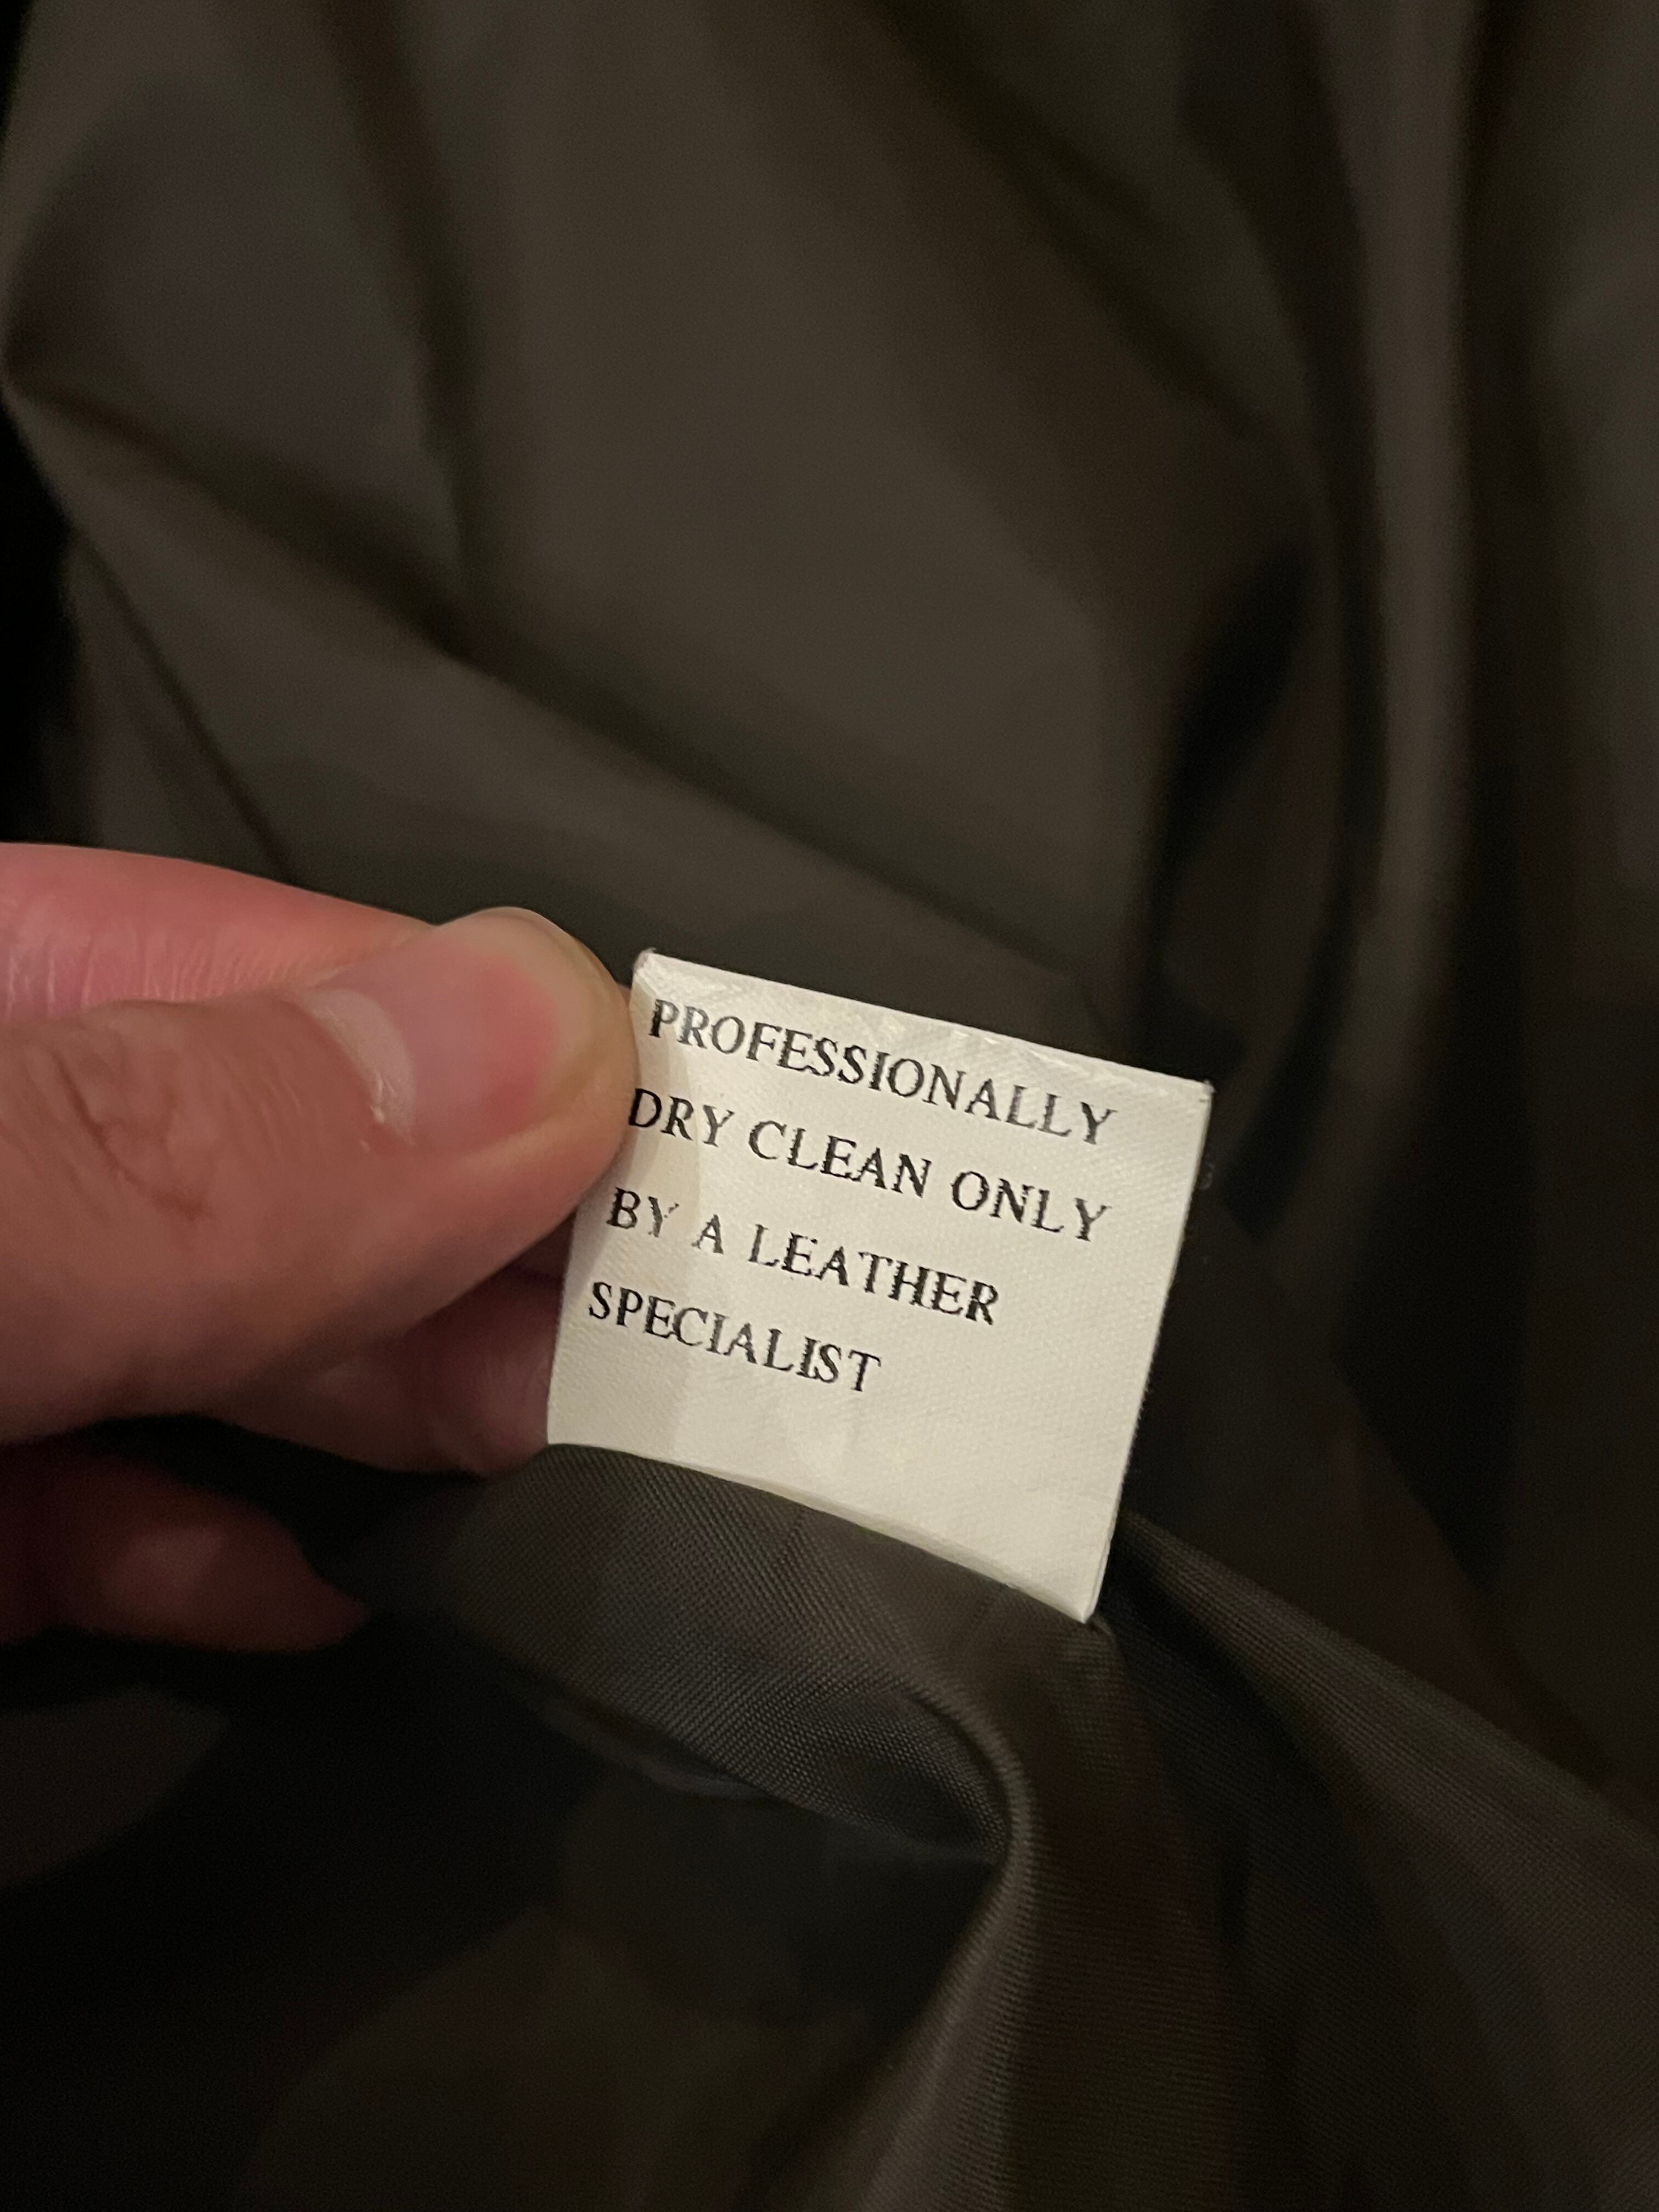 PROFESSIONALLY
DRY CLEAN ONLY
BY A LEATHER
SPECIALIST